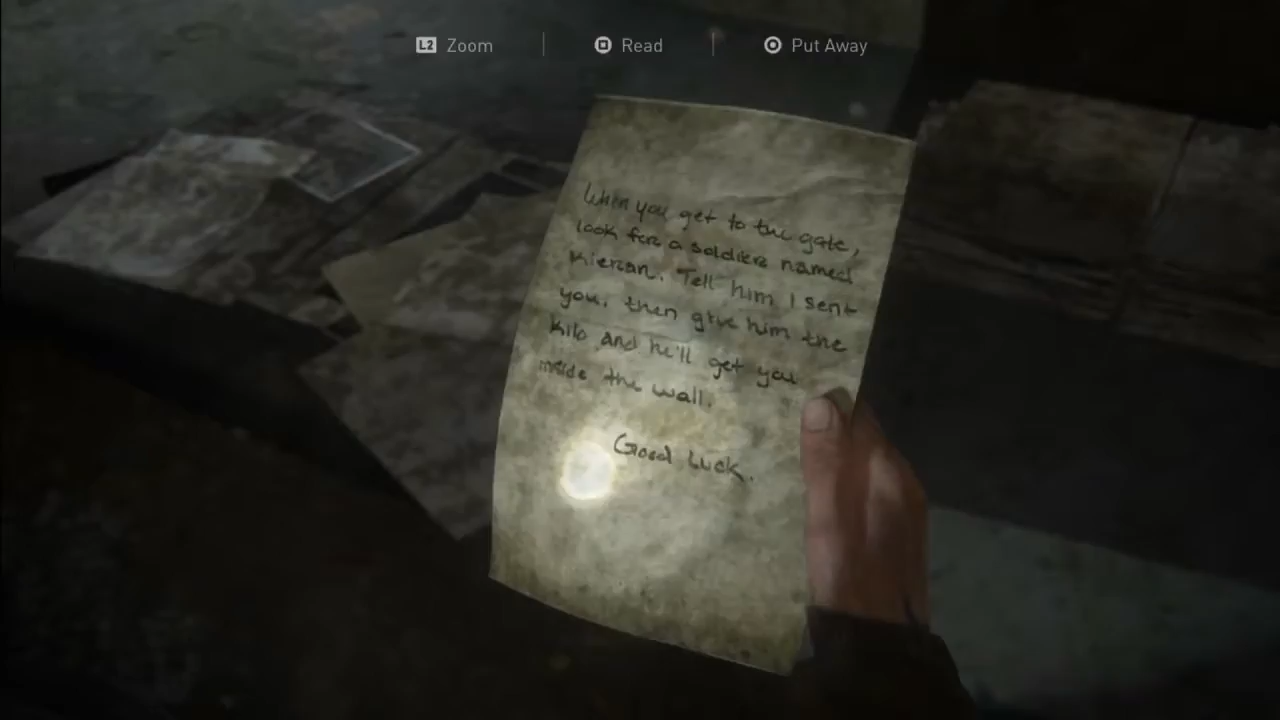 L2 Zoom | Read | Put Away
When you get to the gate,
look for a soldier named
Kieran. Tell him I sent
you, then give him the
kilo and he'll get you
inside the wall.
Good Luck.